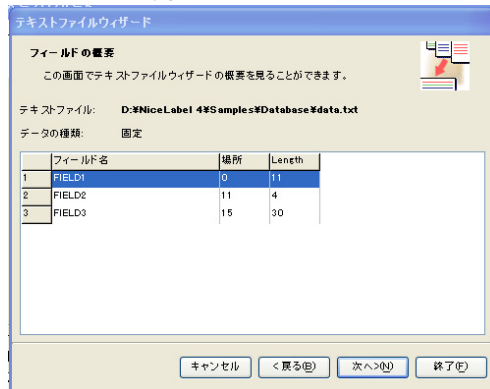 テキストファイルウィザード
フィールドの概要
この画面でテキストファイルウィザードの概要を見ることができます。
テキストファイル: D:¥NiceLabel 4¥Samples¥Database¥data.txt
データの種類: 固定
フィールド名 場所 Length
1 FIELD1 0 11
2 FIELD2 11 4
3 FIELD3 15 30
キャンセル <戻る(B) 次へ>(N) 終了(F)